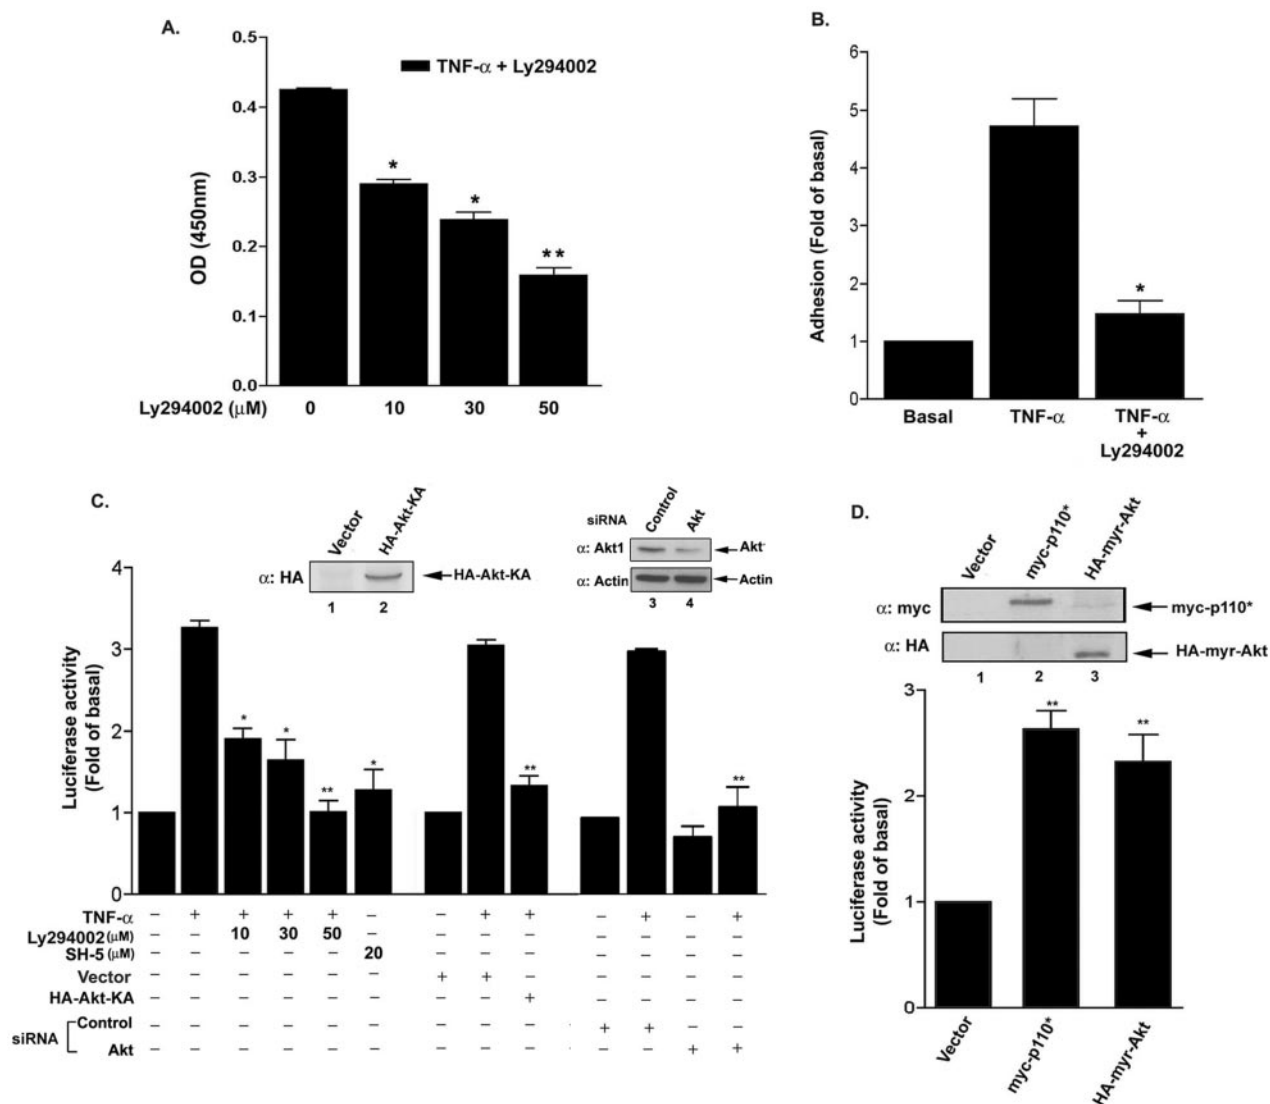 A.
0.5
0.4
0.3
0.2
0.1
0.0
OD (450nm)
TNF-α + Ly294002
*
*
**
Ly294002 (μM) 0 10 30 50
B.
6
5
4
3
2
1
0
Adhesion (Fold of basal)
*
Basal TNF-α TNF-α
+
Ly294002
C.
Vector HA-Akt-KA
α: HA HA-Akt-KA
1 2
siRNA Control Akt
α: Akt1 Akt
α: Actin Actin
3 4
4
3
2
1
0
Luciferase activity
(Fold of basal)
* * ** * ** **
TNF-α – + + + + – – + + – + – +
Ly294002 (μM) – – 10 30 50 – – – – – – – –
SH-5 (μM) – – – – – 20 – – – – – – –
Vector – – – – – – + + – – – – –
HA-Akt-KA – – – – – – – – + – – – –
siRNA
Control – – – – – – – – – + + – –
Akt – – – – – – – – – – – + +
D.
Vector myc-p110* HA-myr-Akt
α: myc myc-p110*
α: HA HA-myr-Akt
1 2 3
3
2
1
0
Luciferase activity
(Fold of basal)
** **
Vector myc-p110* HA-myr-Akt